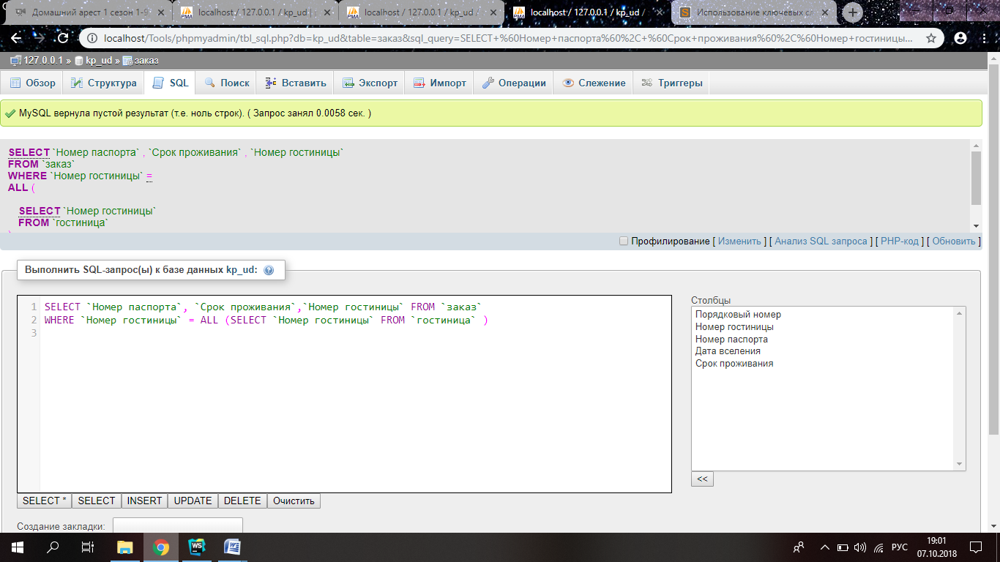 Домашний арест 1 сезон 1-9
localhost / 127.0.0.1 / kp_ud | p
localhost / 127.0.0.1 / kp_ud /
localhost / 127.0.0.1 / kp_ud /
Использование ключевых сл
localhost/Tools/phpmyadmin/tbl_sql.php?db=kp_ud&table=заказ&sql_query=SELECT+%60Номер+паспорта%60%2C+%60Срок+проживания%60%2C%60Номер+гостиницы...
127.0.0.1 » kp_ud » заказ
Обзор Структура SQL Поиск Вставить Экспорт Импорт Операции Слежение Триггеры
MySQL вернула пустой результат (т.е. ноль строк). ( Запрос занял 0.0058 сек. )
SELECT `Номер паспорта` , `Срок проживания` , `Номер гостиницы`
FROM `заказ`
WHERE `Номер гостиницы` =
ALL (
SELECT `Номер гостиницы`
FROM `гостиница`
Профилирование [ Изменить ] [ Анализ SQL запроса ] [ PHP-код ] [ Обновить ]
Выполнить SQL-запрос(ы) к базе данных kp_ud:
1 SELECT `Номер паспорта`, `Срок проживания`,`Номер гостиницы` FROM `заказ`
2 WHERE `Номер гостиницы` = ALL (SELECT `Номер гостиницы` FROM `гостиница` )
3
Столбцы
Порядковый номер
Номер гостиницы
Номер паспорта
Дата вселения
Срок проживания
<<
SELECT * SELECT INSERT UPDATE DELETE Очистить
Создание закладки:
РУС
19:01
07.10.2018